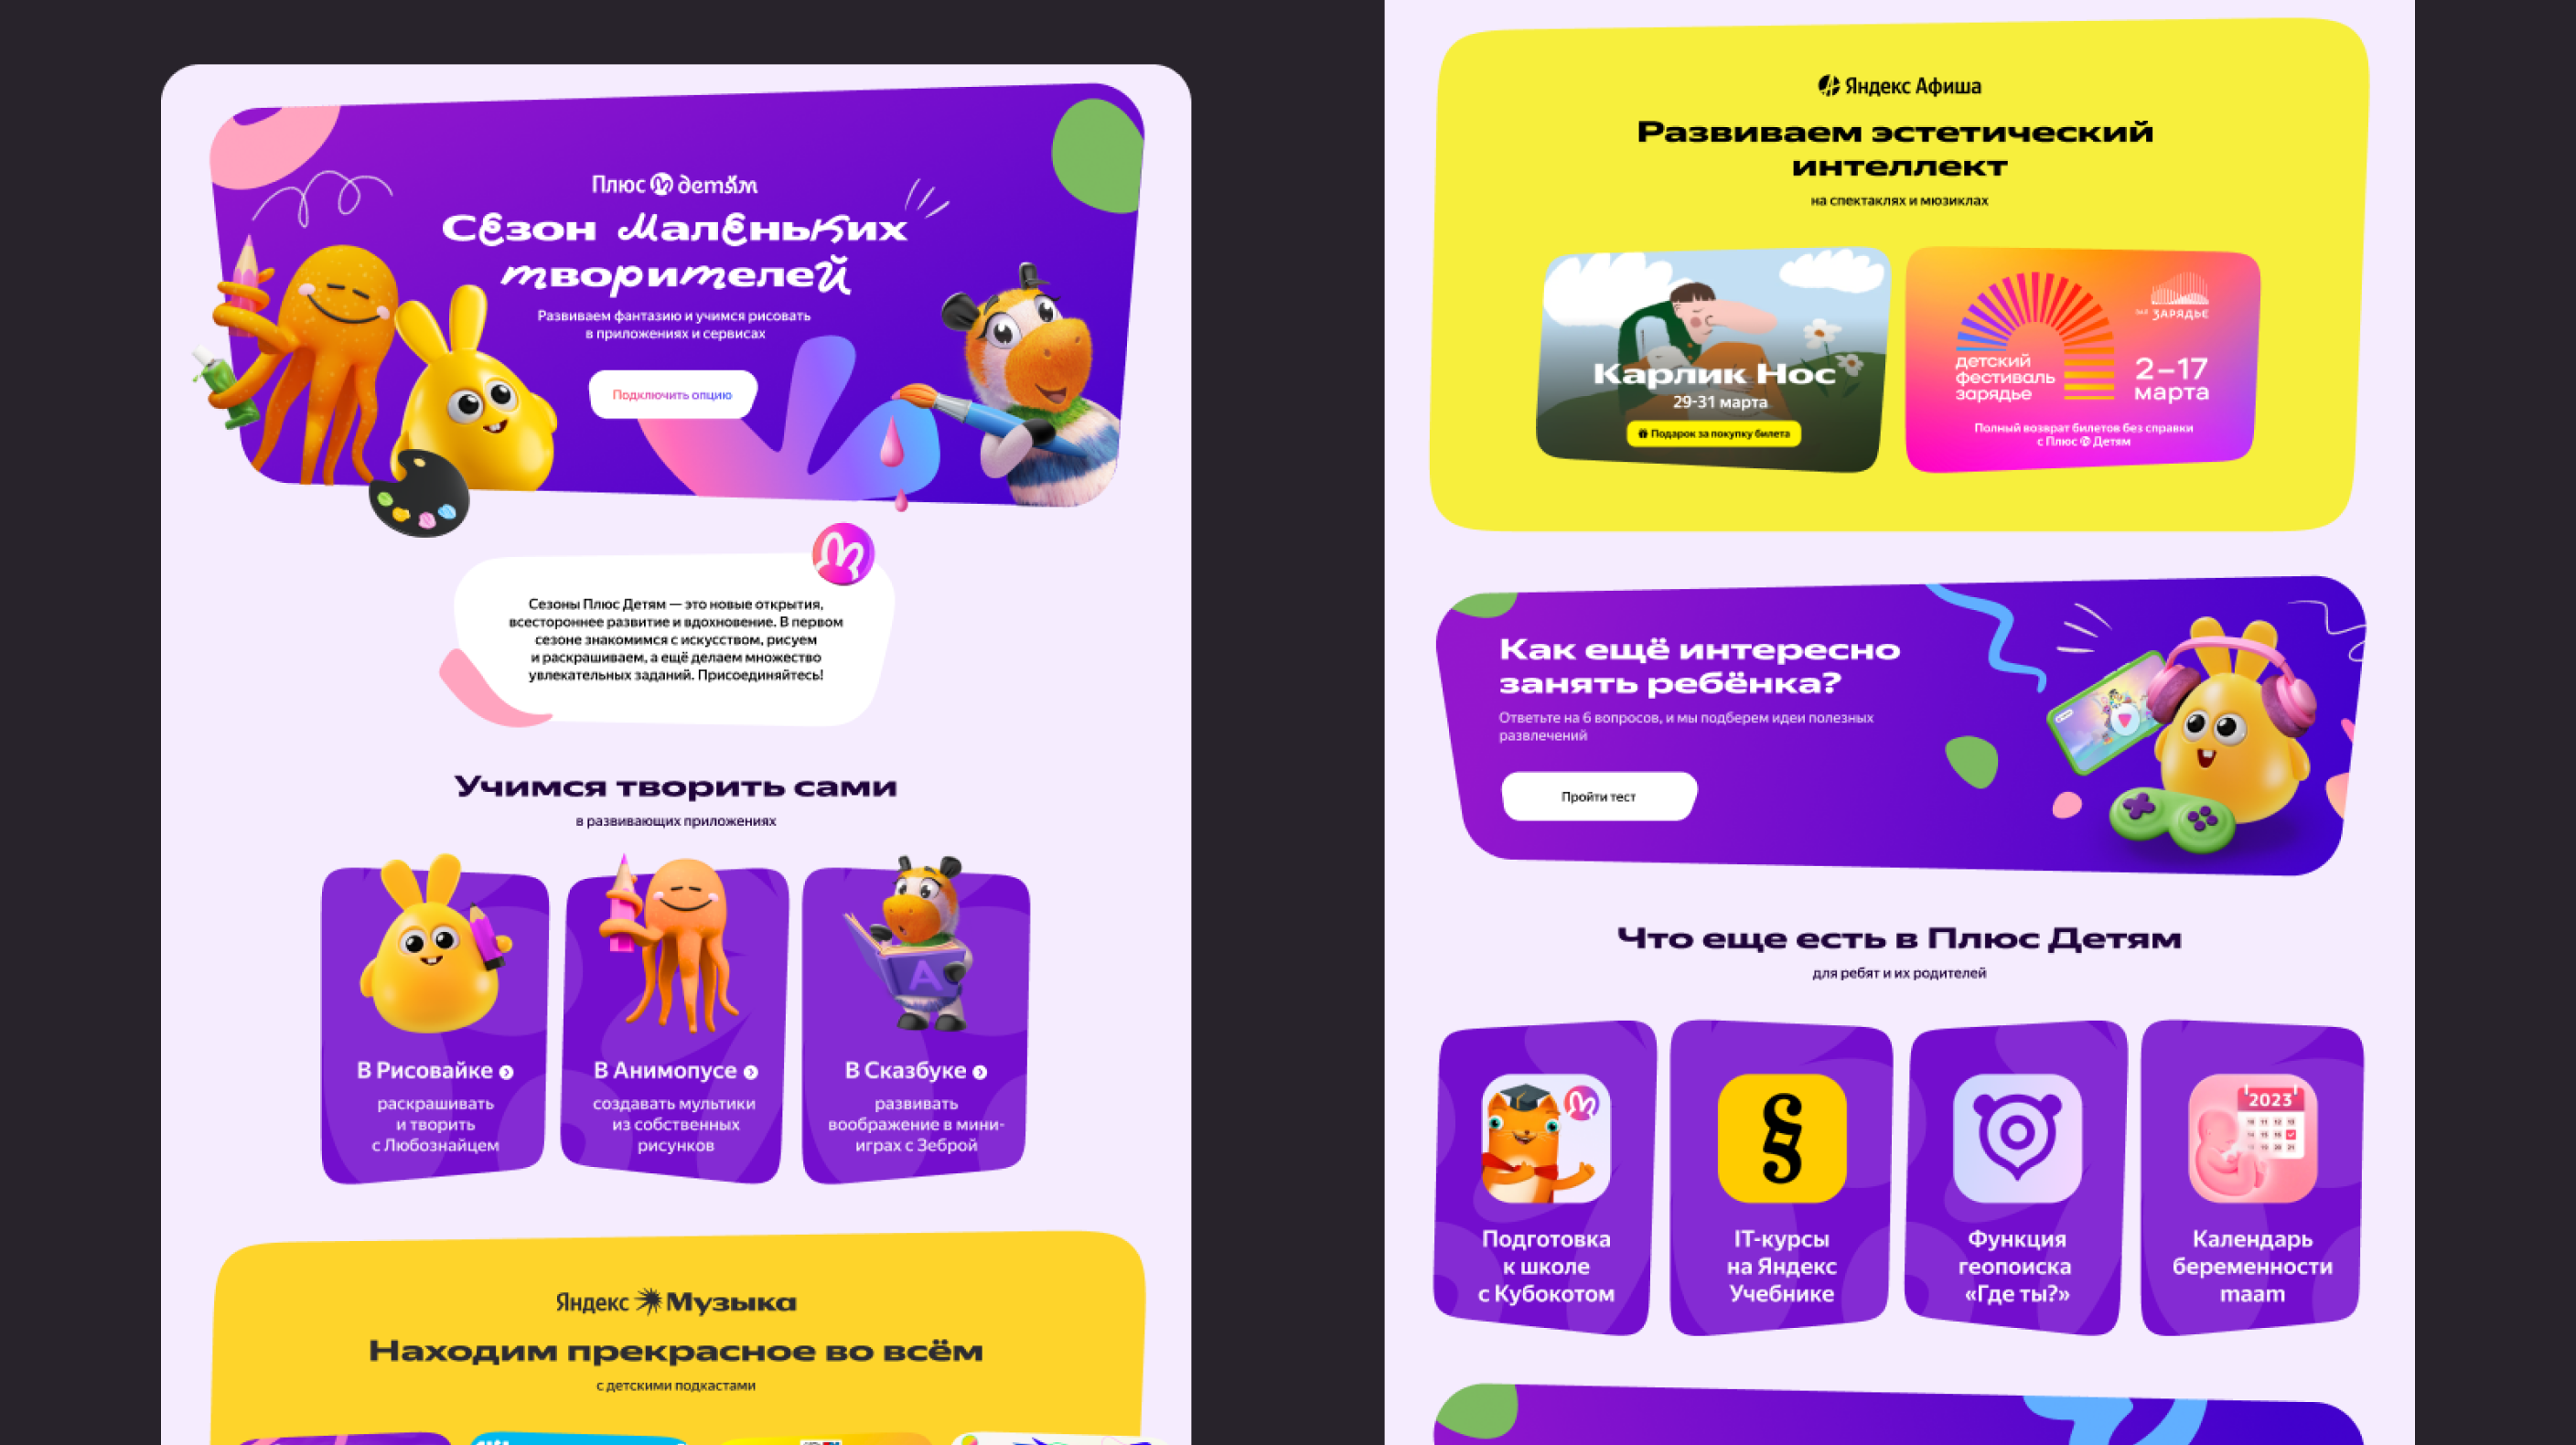 Плюс детям
Сезон маленьких
творителей
Развиваем фантазию и учимся рисовать
в приложениях и сервисах
Подключить опцию
Сезоны Плюс Детям — это новые открытия,
всестороннее развитие и вдохновение. В первом
сезоне знакомимся с искусством, рисуем
и раскрашиваем, а ещё делаем множество
увлекательных заданий. Присоединяйтесь!
Учимся творить сами
в развивающих приложениях
A
В Рисовайке
раскрашивать
и творить
с Любознайцем
В Анимопусе
создавать мультики
из собственных
рисунков
В Сказбуке
развивать
воображение в мини-
играх с Зеброй
Яндекс Музыка
Находим прекрасное во всём
с детскими подкастами
Яндекс Афиша
Развиваем эстетический
интеллект
на спектаклях и мюзиклах
Карлик Нос
29-31 марта
Подарок за покупку билета
ЗАРЯДЬЕ
детский
фестиваль
зарядье
2–17
марта
Полный возврат билетов без справки
с Плюс Детям
Как ещё интересно
занять ребёнка?
Ответьте на 6 вопросов, и мы подберем идеи полезных
развлечений
Пройти тест
Что еще есть в Плюс Детям
для ребят и их родителей
Подготовка
к школе
с Кубокотом
§
IT-курсы
на Яндекс
Учебнике
Функция
геопоиска
«Где ты?»
2023
Календарь
беременности
maam